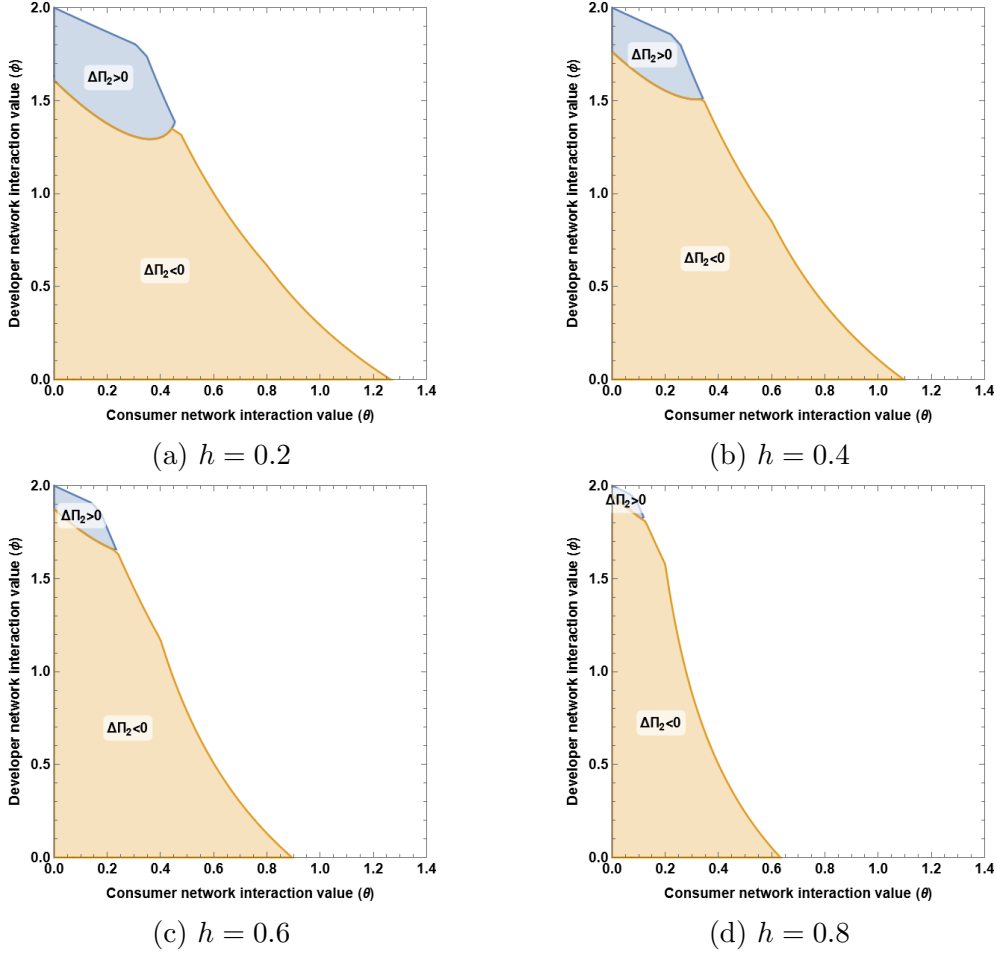 2.0
1.5
1.0
0.5
0.0
Developer network interaction value (ϕ)
ΔΠ₂>0
ΔΠ₂<0
0.0 0.2 0.4 0.6 0.8 1.0 1.2 1.4
Consumer network interaction value (θ)
(a) h = 0.2
2.0
1.5
1.0
0.5
0.0
Developer network interaction value (ϕ)
ΔΠ₂>0
ΔΠ₂<0
0.0 0.2 0.4 0.6 0.8 1.0 1.2 1.4
Consumer network interaction value (θ)
(b) h = 0.4
2.0
1.5
1.0
0.5
0.0
Developer network interaction value (ϕ)
ΔΠ₂>0
ΔΠ₂<0
0.0 0.2 0.4 0.6 0.8 1.0 1.2 1.4
Consumer network interaction value (θ)
(c) h = 0.6
2.0
1.5
1.0
0.5
0.0
Developer network interaction value (ϕ)
ΔΠ₂>0
ΔΠ₂<0
0.0 0.2 0.4 0.6 0.8 1.0 1.2 1.4
Consumer network interaction value (θ)
(d) h = 0.8